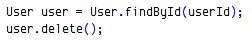 User user = User.findById(userId);
user.delete();